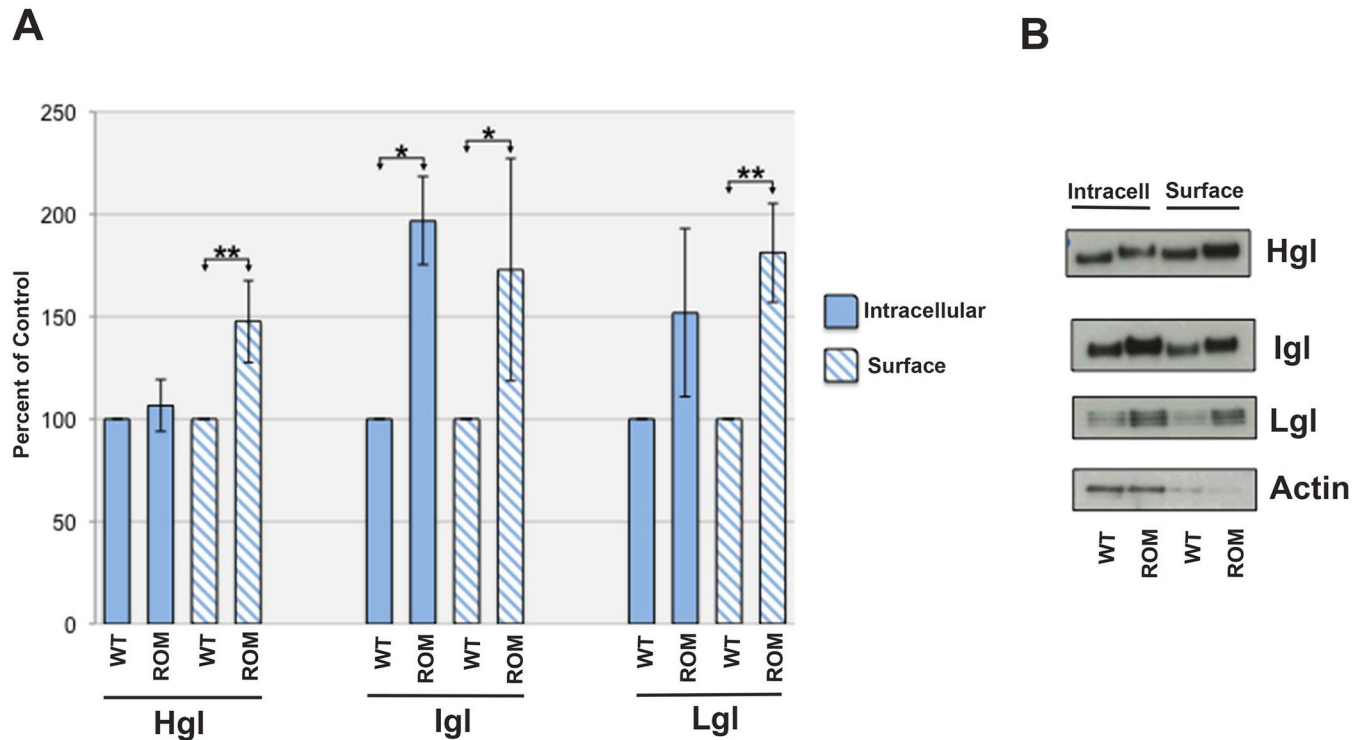 A
250
200
150
100
50
0
Percent of Control
**
*
*
**
WT ROM WT ROM WT ROM WT ROM WT ROM WT ROM
Hgl Igl Lgl
Intracellular
Surface
B
Intracell Surface
Hgl
Igl
Lgl
Actin
WT ROM WT ROM